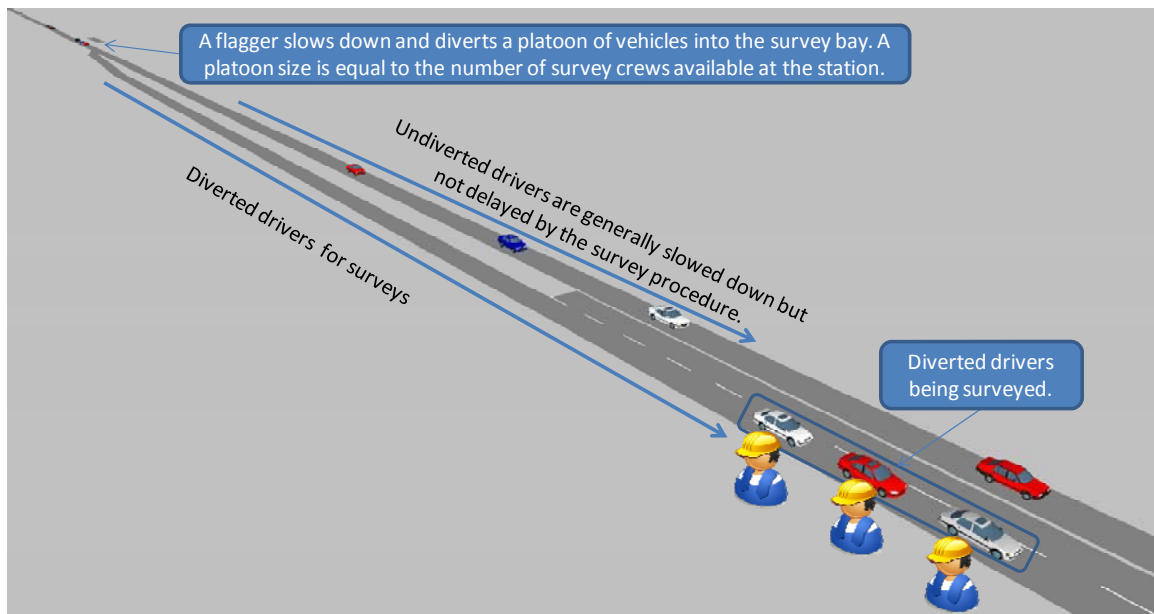 A flagger slows down and diverts a platoon of vehicles into the survey bay. A
platoon size is equal to the number of survey crews available at the station.
Undiverted drivers are generally slowed down but
not delayed by the survey procedure.
Diverted drivers for surveys
Diverted drivers
being surveyed.